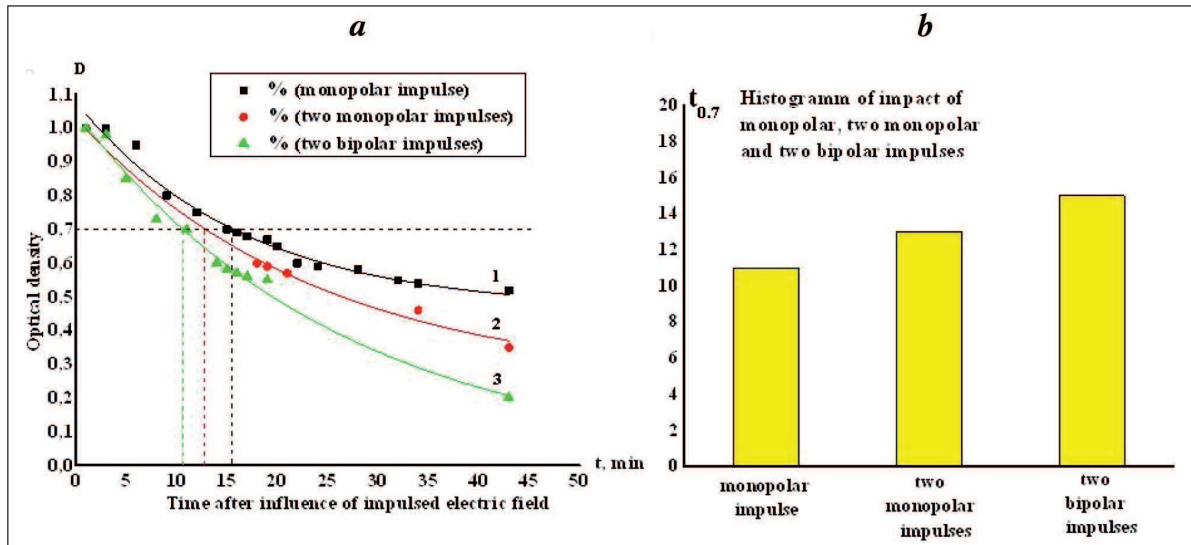 a
D
1,1
1.0
0.9
0.8
0.7
0.6
0.5
0.4
0.3
0.2
0.1
0,0
Optical density
% (monopolar impulse)
% (two monopolar impulses)
% (two bipolar impulses)
1
2
3
0 5 10 15 20 25 30 35 40 45 50
t, min
Time after influence of impulsed electric field
b
t0.7
Histogramm of impact of
monopolar, two monopolar
and two bipolar impulses
20
18
16
14
12
10
8
6
4
2
0
monopolar
impulse
two
monopolar
impulses
two
bipolar
impulses